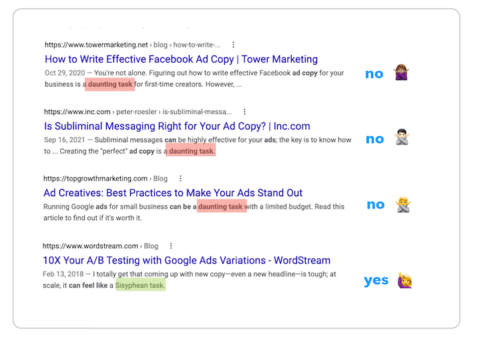 https://www.towermarketing.net › blog › how-to-write-...
How to Write Effective Facebook Ad Copy | Tower Marketing
Oct 29, 2020 — You're not alone. Figuring out how to write effective Facebook ad copy for your
business is a daunting task for first-time creators. However, ...
no
https://www.inc.com › peter-roesler › is-subliminal-messa...
Is Subliminal Messaging Right for Your Ad Copy? | Inc.com
Sep 16, 2021 — Subliminal messages can be highly effective for your ads; the key is to know how
to ... Creating the "perfect" ad copy is a daunting task.
no
https://topgrowthmarketing.com › Blog
Ad Creatives: Best Practices to Make Your Ads Stand Out
Running Google ads for small business can be a daunting task with a limited budget. Read this
article to find out if it's worth it.
no
https://www.wordstream.com › Blog
10X Your A/B Testing with Google Ads Variations - WordStream
Feb 13, 2018 — I totally get that coming up with new copy—even a new headline—is tough; at
scale, it can feel like a Sisyphean task.
yes